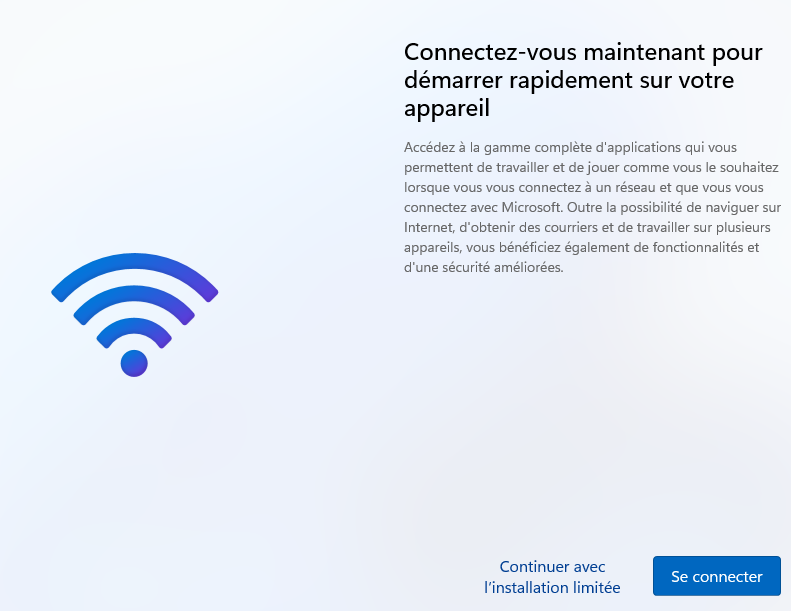 Connectez-vous maintenant pour
démarrer rapidement sur votre
appareil
Accédez à la gamme complète d'applications qui vous
permettent de travailler et de jouer comme vous le souhaitez
lorsque vous vous connectez à un réseau et que vous vous
connectez avec Microsoft. Outre la possibilité de naviguer sur
Internet, d'obtenir des courriers et de travailler sur plusieurs
appareils, vous bénéficiez également de fonctionnalités et
d'une sécurité améliorées.
Continuer avec
l’installation limitée
Se connecter